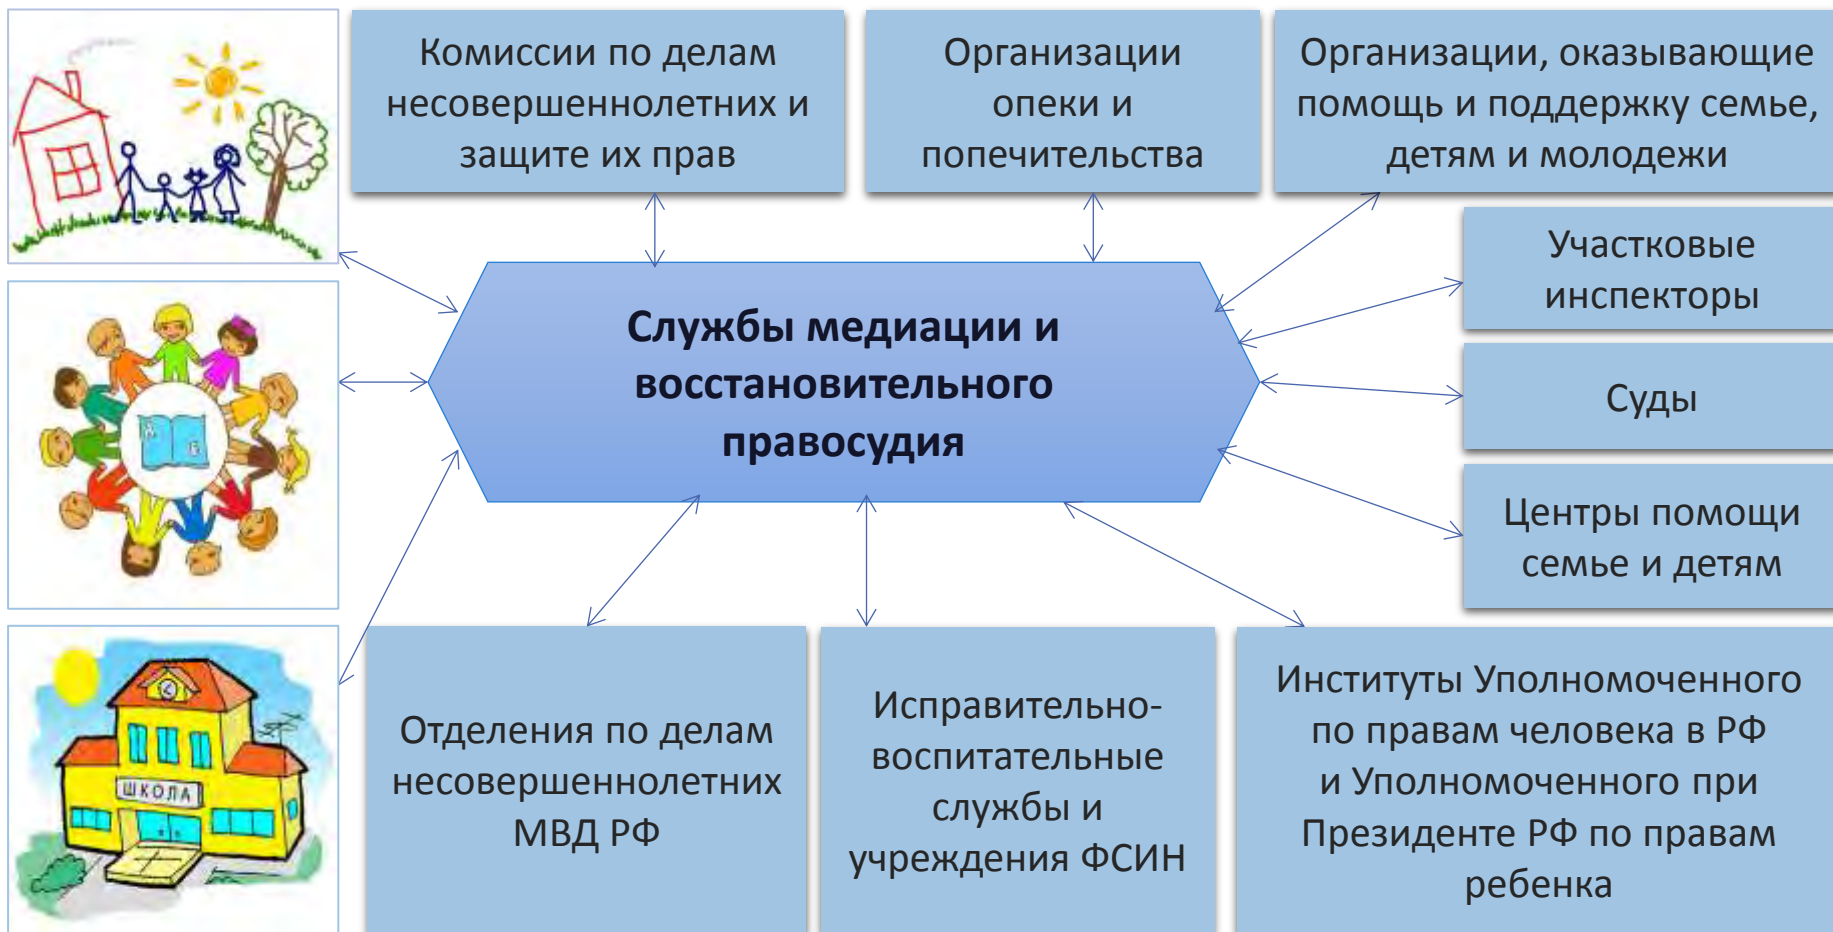 Комиссии по делам
несовершеннолетних и
защите их прав
Организации
опеки и
попечительства
Организации, оказывающие
помощь и поддержку семье,
детям и молодежи
Участковые
инспекторы
Службы медиации и
восстановительного
правосудия
Суды
Центры помощи
семье и детям
ШКОЛА
Отделения по делам
несовершеннолетних
МВД РФ
Исправительно-
воспитательные
службы и
учреждения ФСИН
Институты Уполномоченного
по правам человека в РФ
и Уполномоченного при
Президенте РФ по правам
ребенка